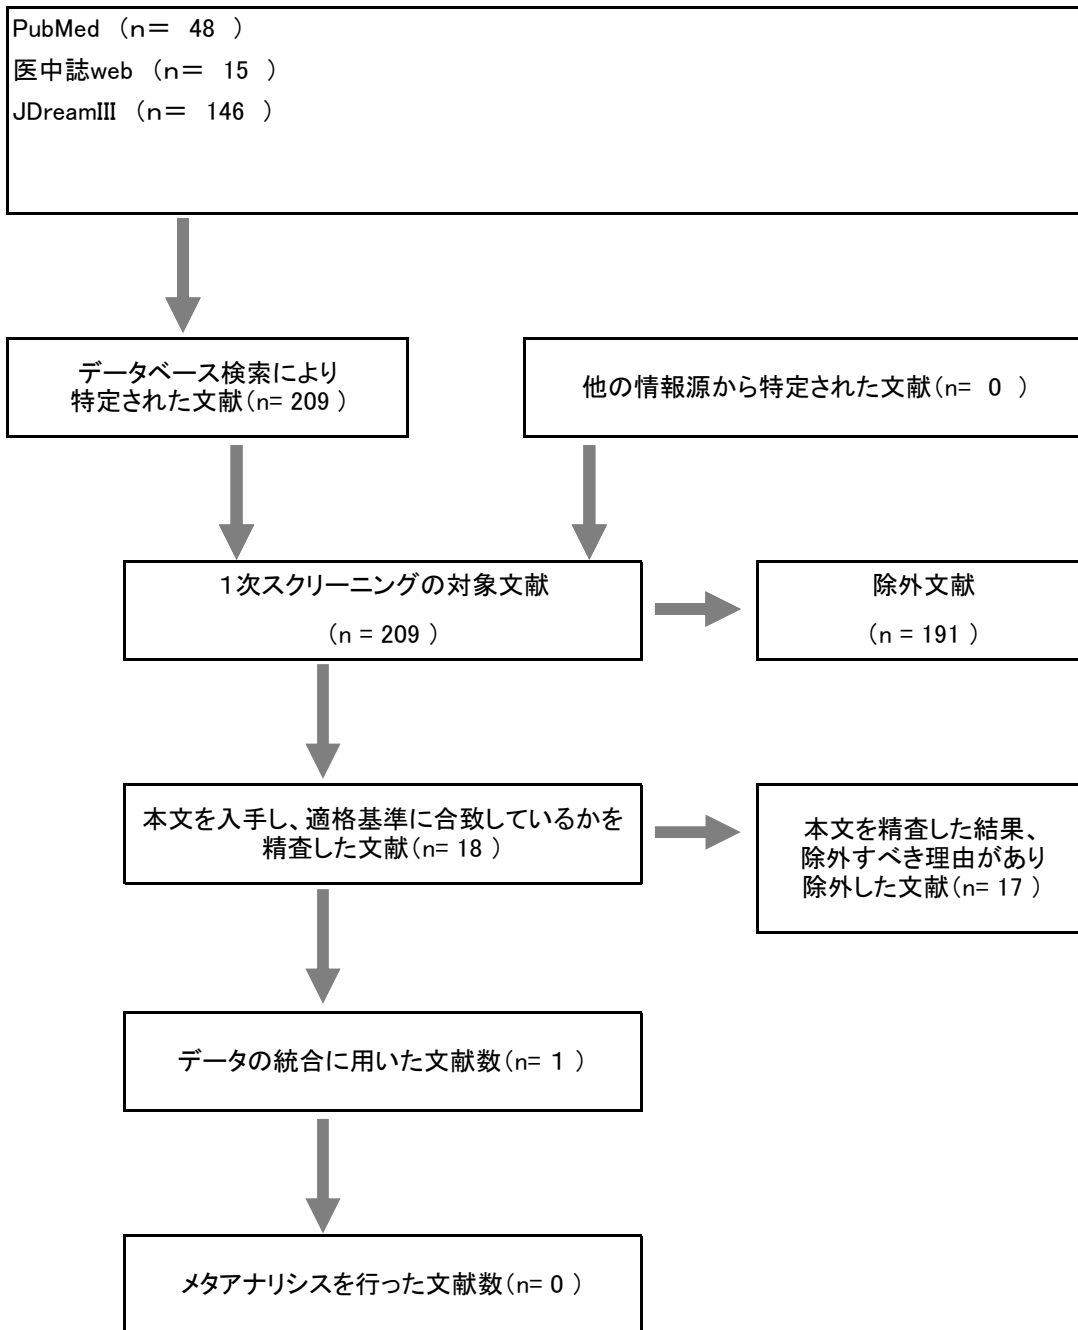 PubMed （ｎ＝ 48 ）
医中誌web （ｎ＝ 15 ）
JDreamⅢ （ｎ＝ 146 ）
データベース検索により
特定された文献（n= 209 ）
他の情報源から特定された文献（n= 0 ）
１次スクリーニングの対象文献
（n = 209 ）
除外文献
（n = 191 ）
本文を入手し、適格基準に合致しているかを
精査した文献（n= 18 ）
本文を精査した結果、
除外すべき理由があり
除外した文献（n= 17 ）
データの統合に用いた文献数（n= １ ）
メタアナリシスを行った文献数（n= 0 ）